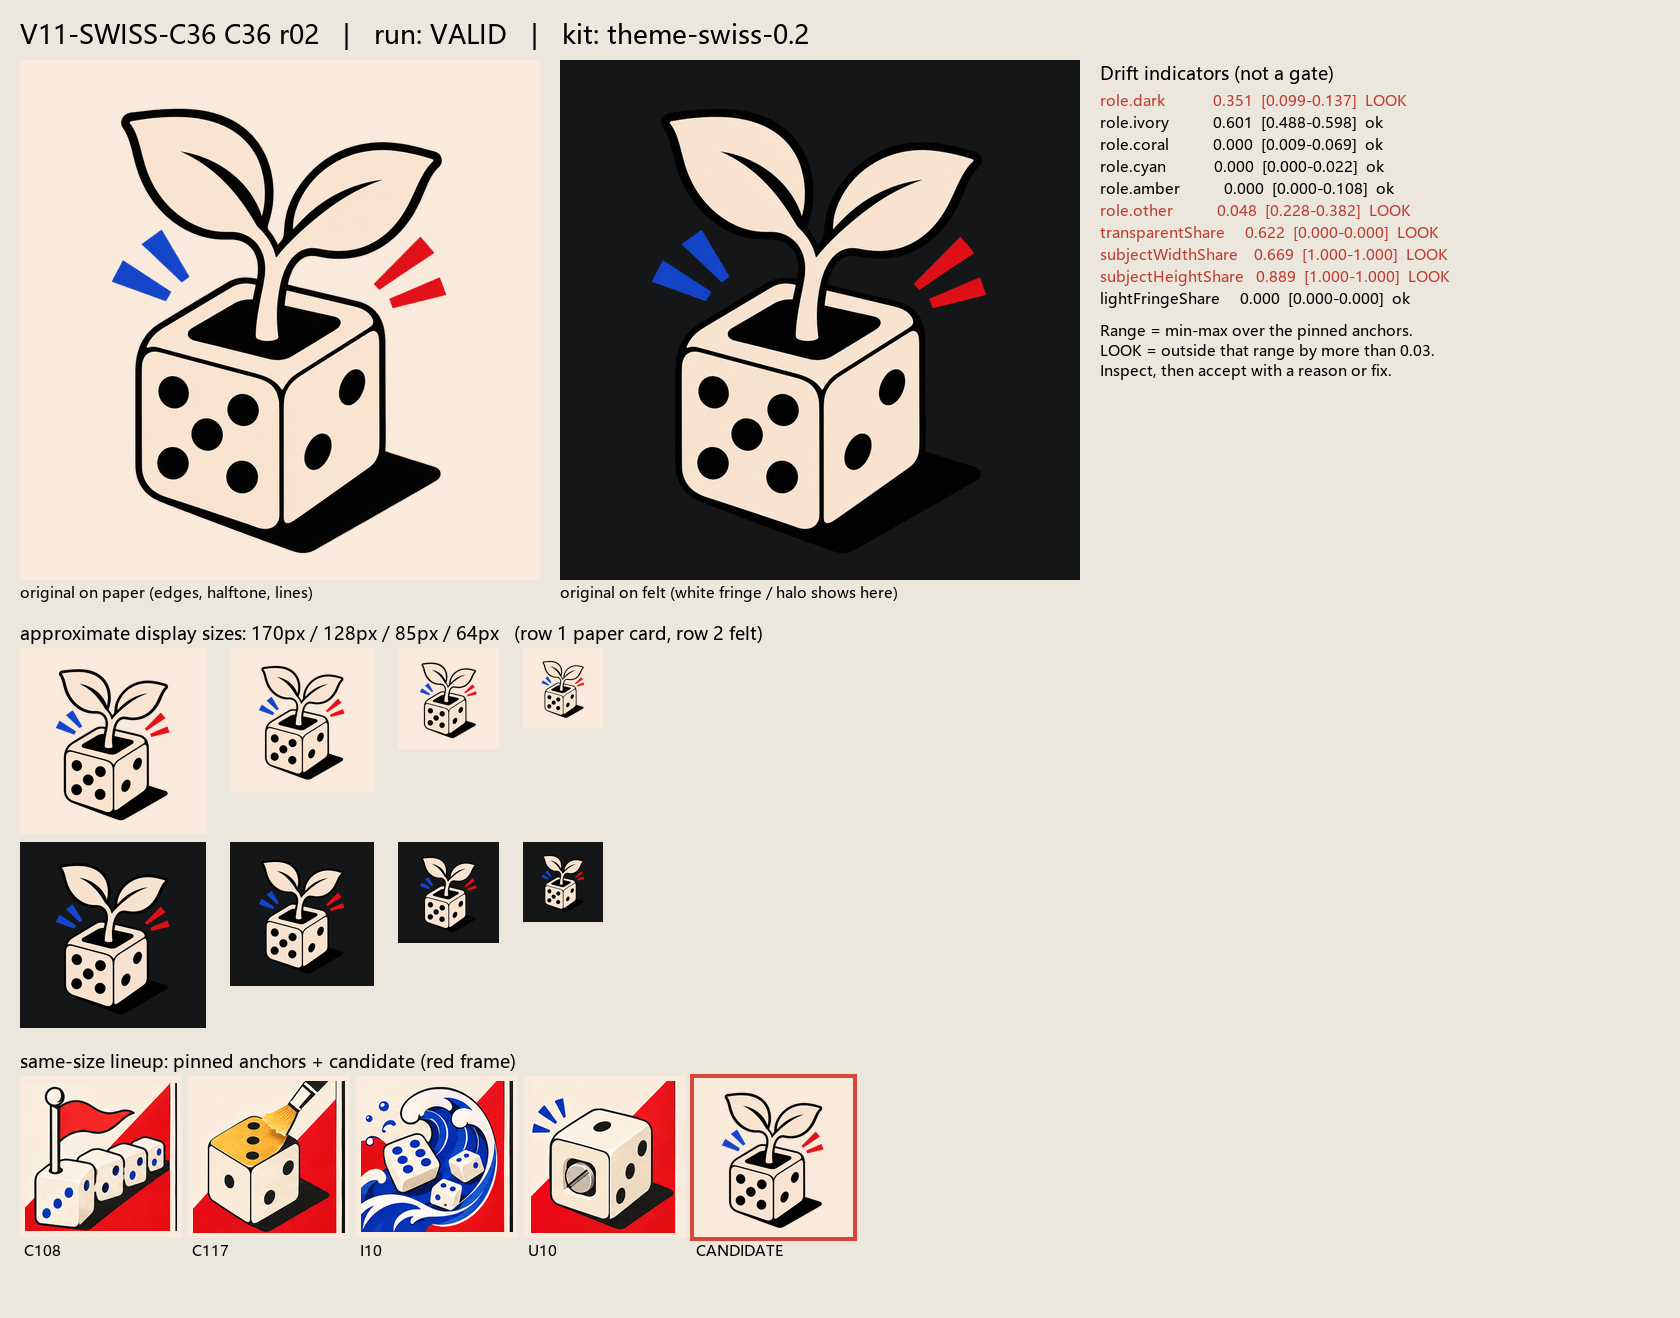 V11-SWISS-C36 C36 r02 | run: VALID | kit: theme-swiss-0.2
Drift indicators (not a gate)
role.dark 0.351 [0.099-0.137] LOOK
role.ivory 0.601 [0.488-0.598] ok
role.coral 0.000 [0.009-0.069] ok
role.cyan 0.000 [0.000-0.022] ok
role.amber 0.000 [0.000-0.108] ok
role.other 0.048 [0.228-0.382] LOOK
transparentShare 0.622 [0.000-0.000] LOOK
subjectWidthShare 0.669 [1.000-1.000] LOOK
subjectHeightShare 0.889 [1.000-1.000] LOOK
lightFringeShare 0.000 [0.000-0.000] ok
Range = min-max over the pinned anchors.
LOOK = outside that range by more than 0.03.
Inspect, then accept with a reason or fix.
original on paper (edges, halftone, lines)
original on felt (white fringe / halo shows here)
approximate display sizes: 170px / 128px / 85px / 64px (row 1 paper card, row 2 felt)
same-size lineup: pinned anchors + candidate (red frame)
C108
C117
I10
U10
CANDIDATE